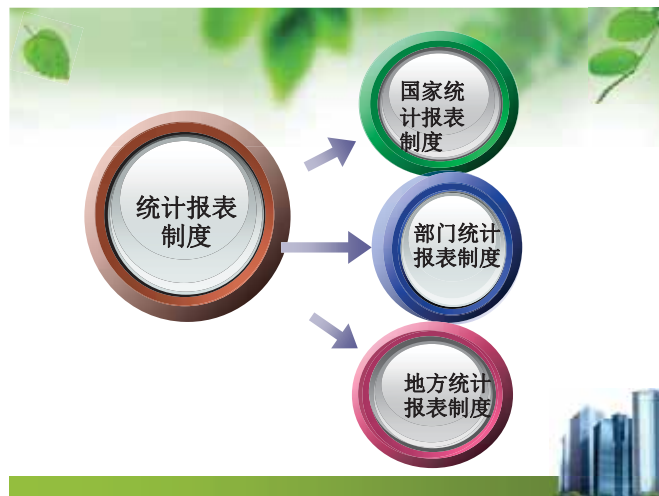 统计报表
制度
国家统
计报表
制度
部门统计
报表制度
地方统计
报表制度